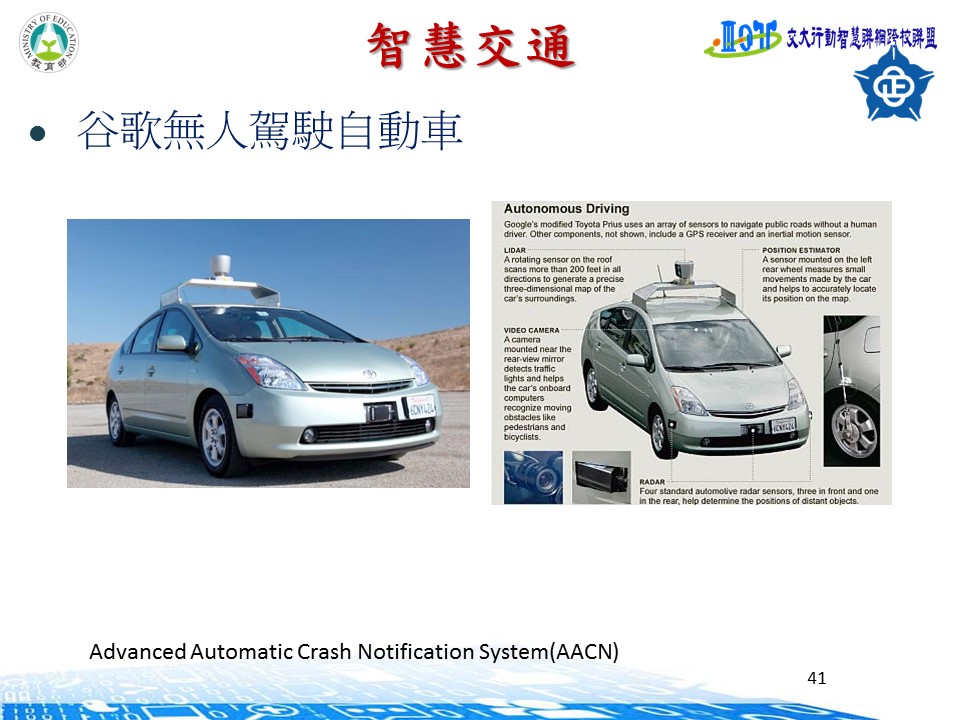 MINISTRY OF EDUCATION
教育部
智慧交通
交大行動智慧聯網跨校聯盟
• 谷歌無人駕駛自動車
6CNY424
Autonomous Driving
Google's modified Toyota Prius uses an array of sensors to navigate public roads without a human
driver. Other components, not shown, include a GPS receiver and an inertial motion sensor.
LIDAR
A rotating sensor on the roof
scans more than 200 feet in all
directions to generate a precise
three-dimensional map of the
car's surroundings.
POSITION ESTIMATOR
A sensor mounted on the left
rear wheel measures small
movements made by the car
and helps to accurately locate
its position on the map.
VIDEO CAMERA
A camera
mounted near the
rear-view mirror
detects traffic
lights and helps
the car's onboard
computers
recognize moving
obstacles like
pedestrians and
bicyclists.
6CNY424
RADAR
Four standard automotive radar sensors, three in front and one
in the rear, help determine the positions of distant objects.
Advanced Automatic Crash Notification System(AACN)
41